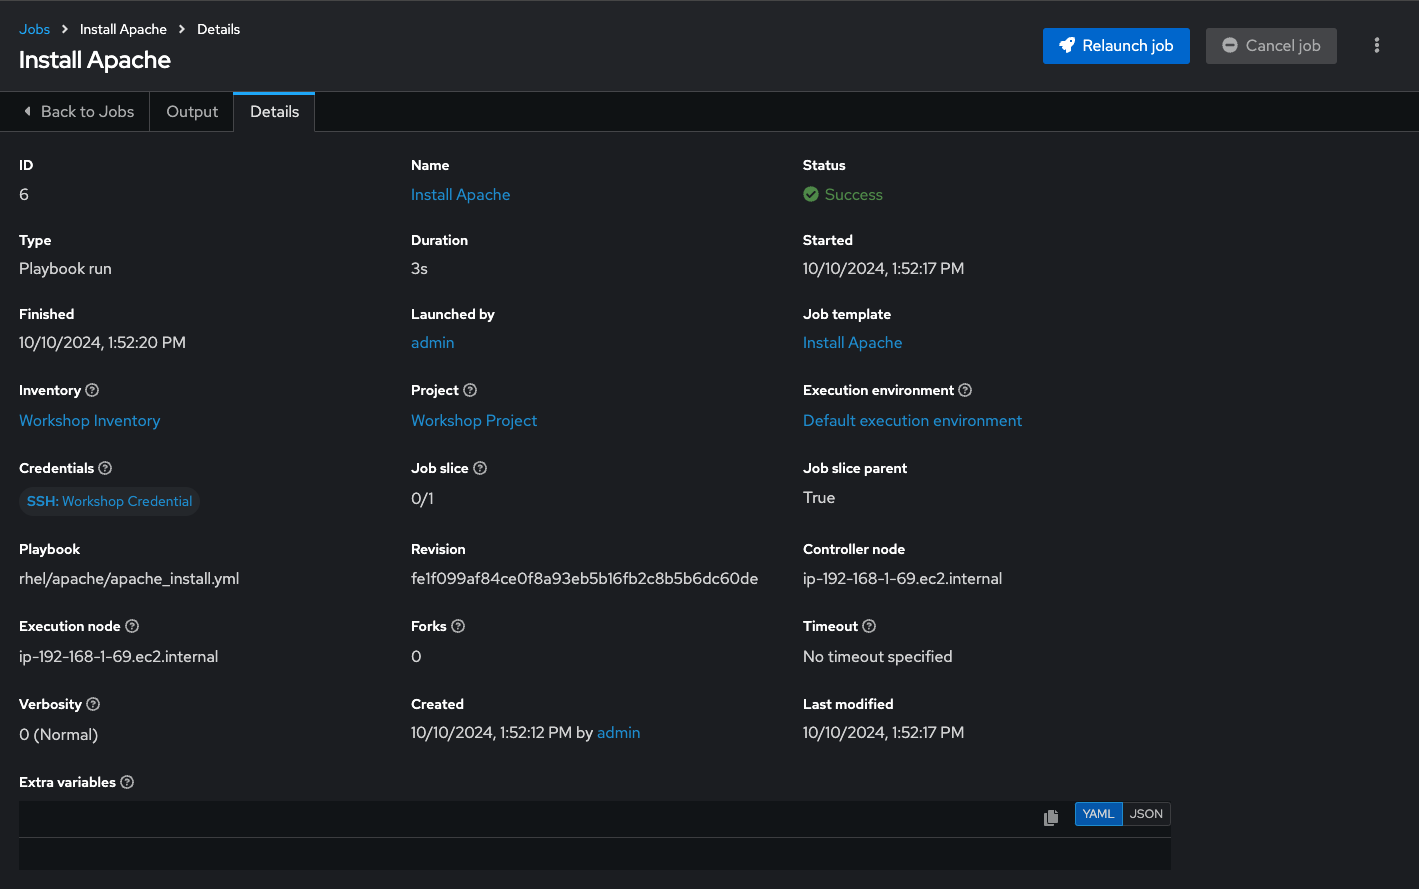 Jobs > Install Apache > Details
Install Apache
Relaunch job
Cancel job
Back to Jobs
Output
Details
ID
6
Name
Install Apache
Status
Success
Type
Playbook run
Duration
3s
Started
10/10/2024, 1:52:17 PM
Finished
10/10/2024, 1:52:20 PM
Launched by
admin
Job template
Install Apache
Inventory
Workshop Inventory
Project
Workshop Project
Execution environment
Default execution environment
Credentials
SSH: Workshop Credential
Job slice
0/1
Job slice parent
True
Playbook
rhel/apache/apache_install.yml
Revision
fe1f099af84ce0f8a93eb5b16fb2c8b5b6dc60de
Controller node
ip-192-168-1-69.ec2.internal
Execution node
ip-192-168-1-69.ec2.internal
Forks
0
Timeout
No timeout specified
Verbosity
0 (Normal)
Created
10/10/2024, 1:52:12 PM by admin
Last modified
10/10/2024, 1:52:17 PM
Extra variables
YAML
JSON